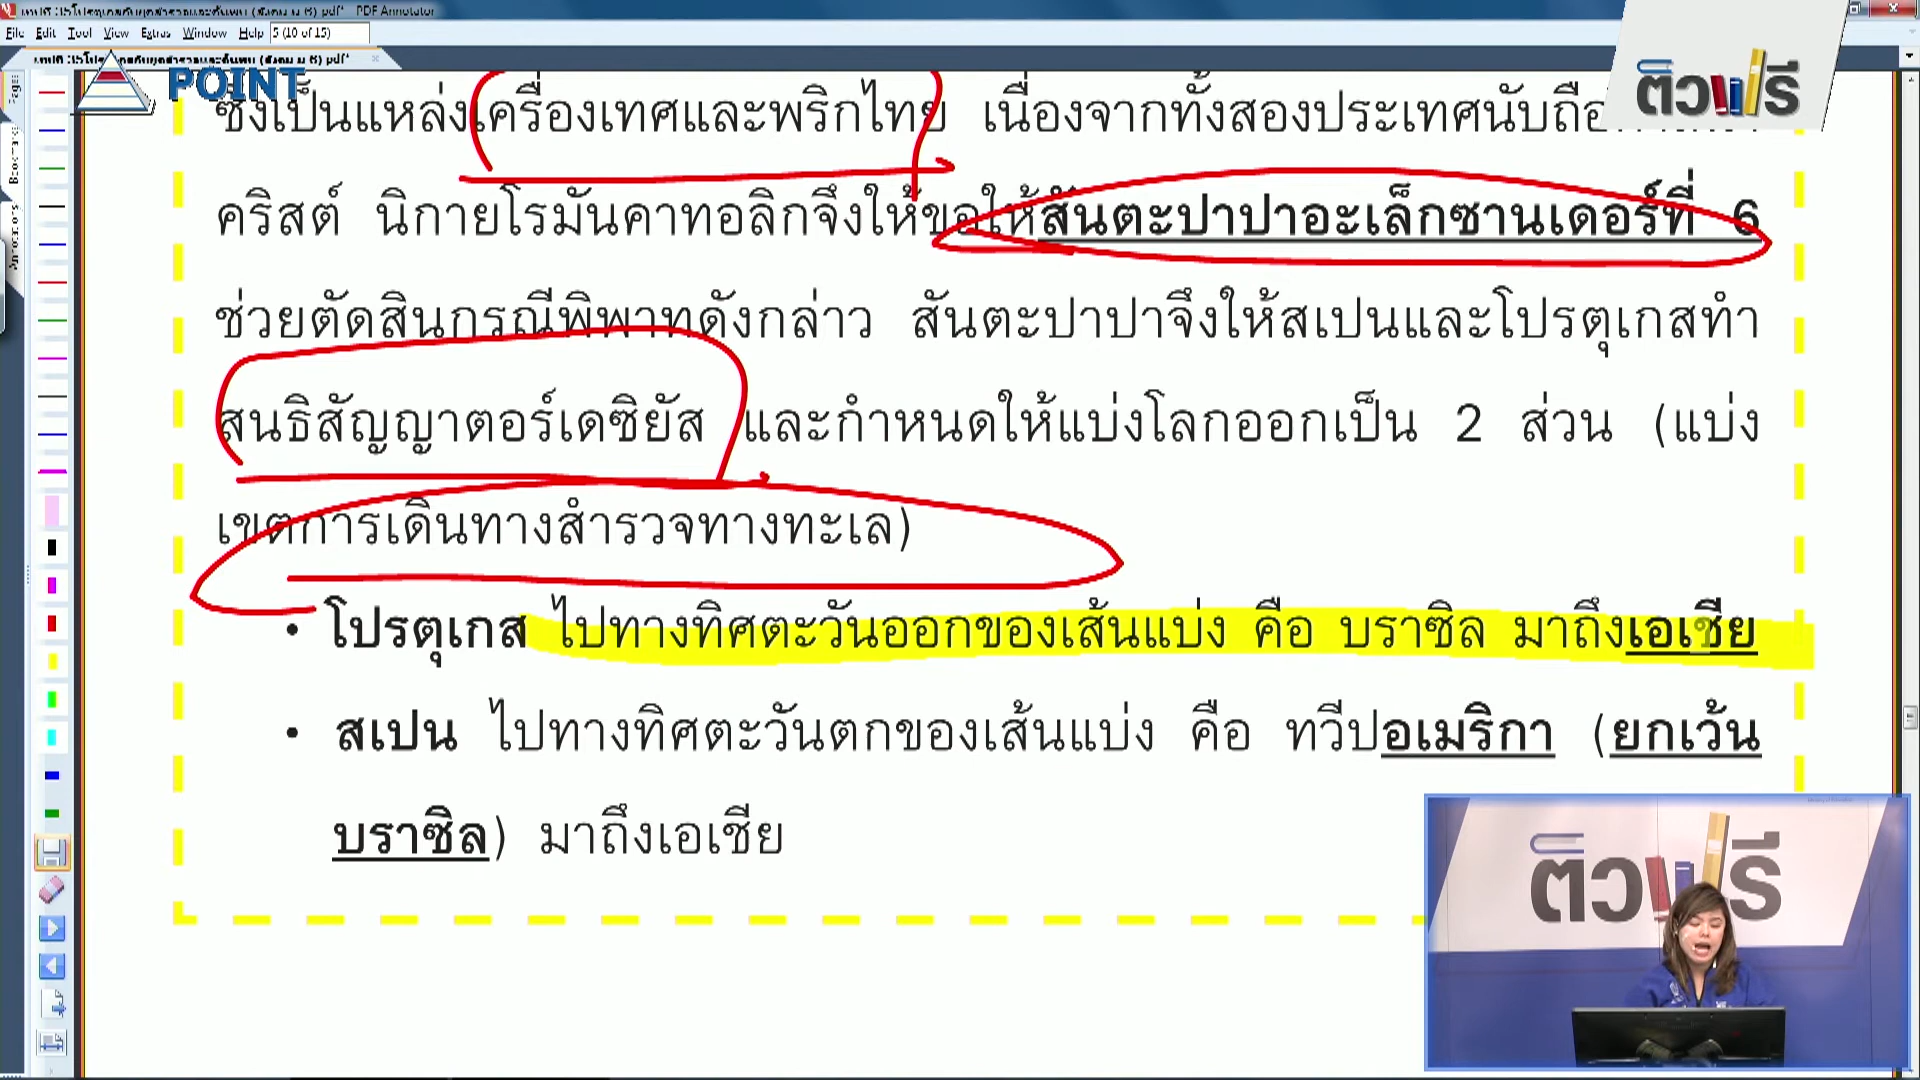 File Edit Tool View Extras Window Help 5 (10 of 15)
POINT
ติวฟรี
ซึ่งเป็นแหล่งเครื่องเทศและพริกไทย เนื่องจากทั้งสองประเทศนับถือ
คริสต์ นิกายโรมันคาทอลิกจึงให้ขอให้สันตะปาปาอะเล็กซานเดอร์ที่ 6
ช่วยตัดสินกรณีพิพาทดังกล่าว สันตะปาปาจึงให้สเปนและโปรตุเกสทำ
สนธิสัญญาตอร์เดซิยัส และกำหนดให้แบ่งโลกออกเป็น 2 ส่วน (แบ่ง
เขตการเดินทางสำรวจทางทะเล)
• โปรตุเกส ไปทางทิศตะวันออกของเส้นแบ่ง คือ บราซิล มาถึงเอเชีย
• สเปน ไปทางทิศตะวันตกของเส้นแบ่ง คือ ทวีปอเมริกา (ยกเว้น
บราซิล) มาถึงเอเชีย
ติวฟรี